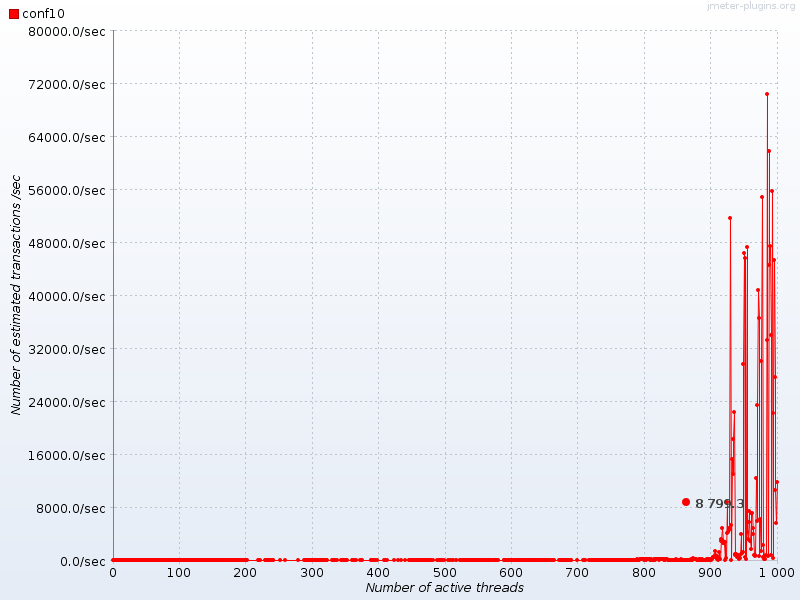 jmeter-plugins.org
conf10
80000.0/sec
72000.0/sec
64000.0/sec
56000.0/sec
48000.0/sec
40000.0/sec
32000.0/sec
24000.0/sec
16000.0/sec
8000.0/sec
0.0/sec
Number of estimated transactions /sec
8 799.3
0 100 200 300 400 500 600 700 800 900 1 000
Number of active threads